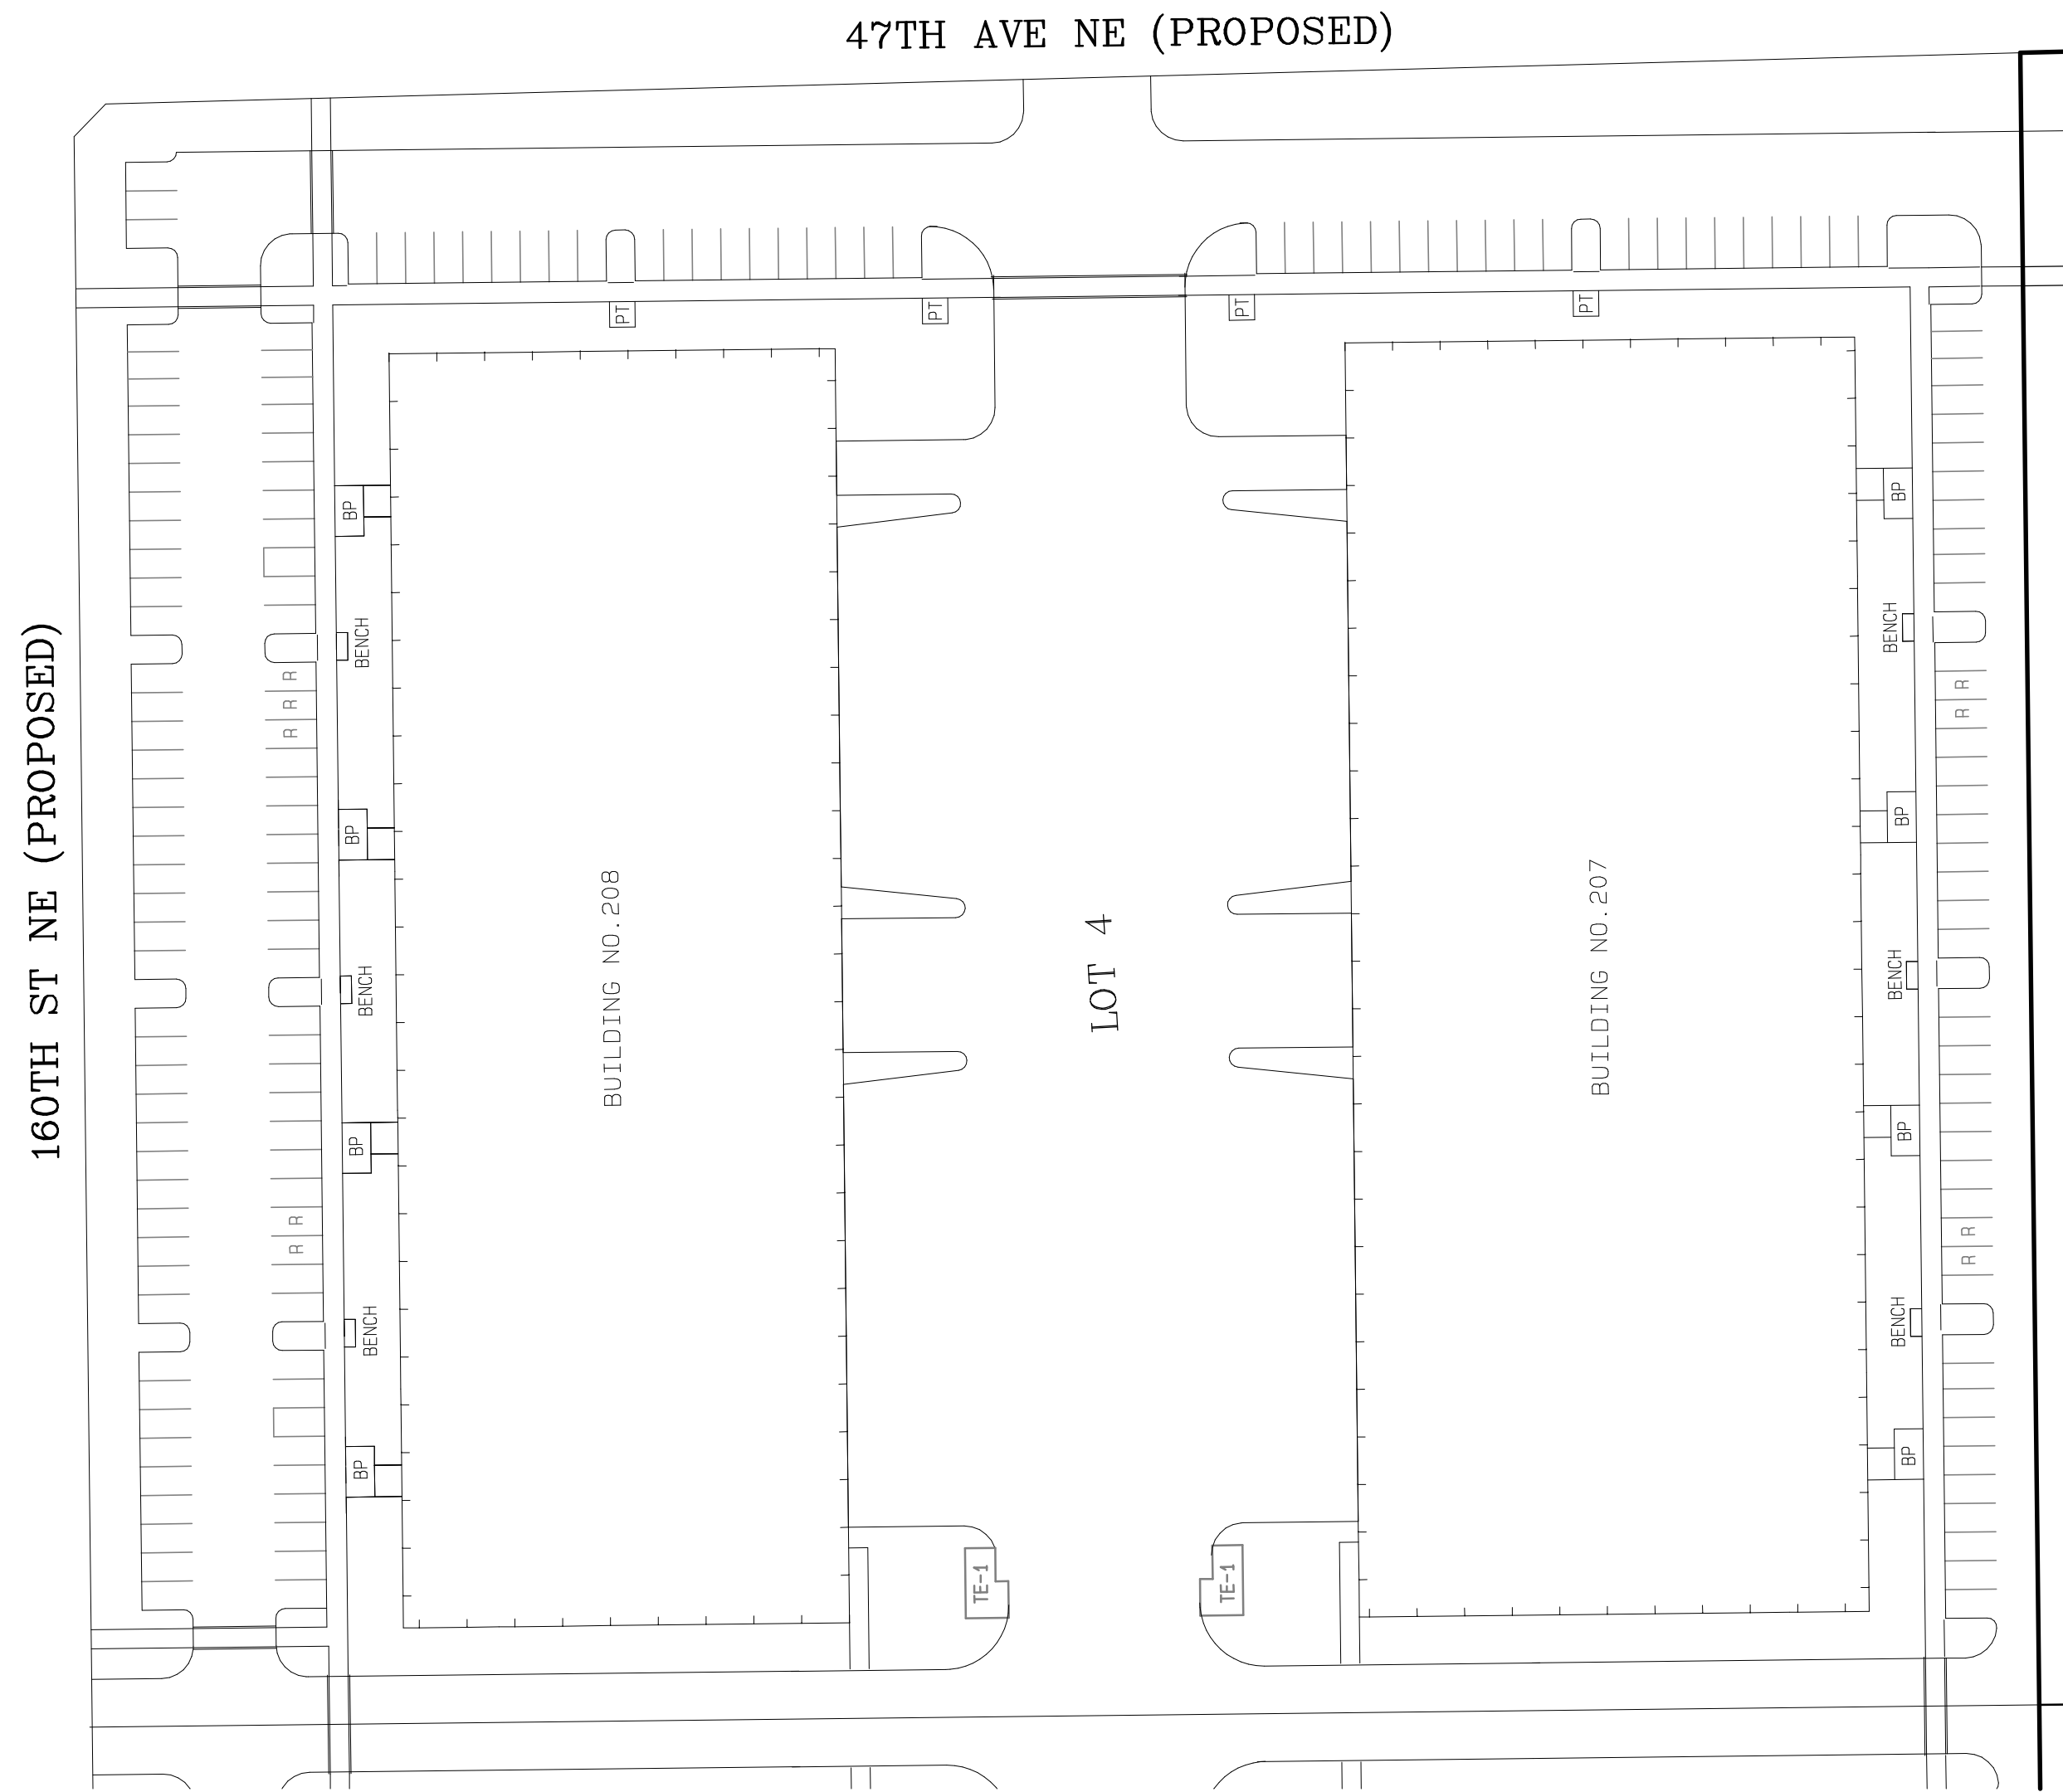 47TH AVE NE (PROPOSED)
160TH ST NE (PROPOSED)
PT
PT
PT
PT
BP
BP
BENCH
BENCH
R
R
R
R
R
BP
BP
BUILDING NO.208
LOT 4
BUILDING NO.207
BENCH
BENCH
BP
BP
R
R
R
R
BENCH
BENCH
BP
BP
TE-1
TE-1